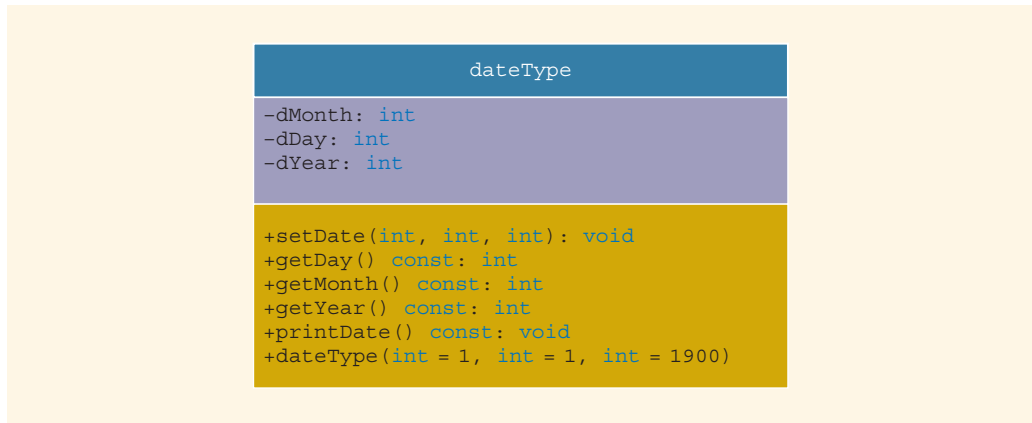 dateType
-dMonth: int
-dDay: int
-dYear: int
+setDate(int, int, int): void
+getDay() const: int
+getMonth() const: int
+getYear() const: int
+printDate() const: void
+dateType(int = 1, int = 1, int = 1900)